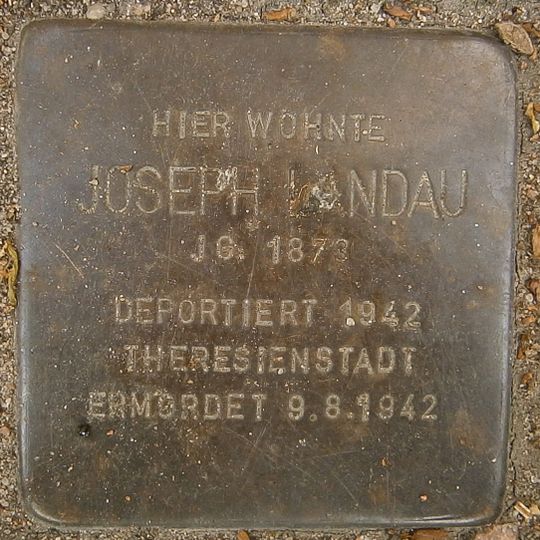 HIER WOHNTE
JOSEPH LANDAU
JG. 1873
DEPORTIERT 1942
THERESIENSTADT
ERMORDET 9.8.1942